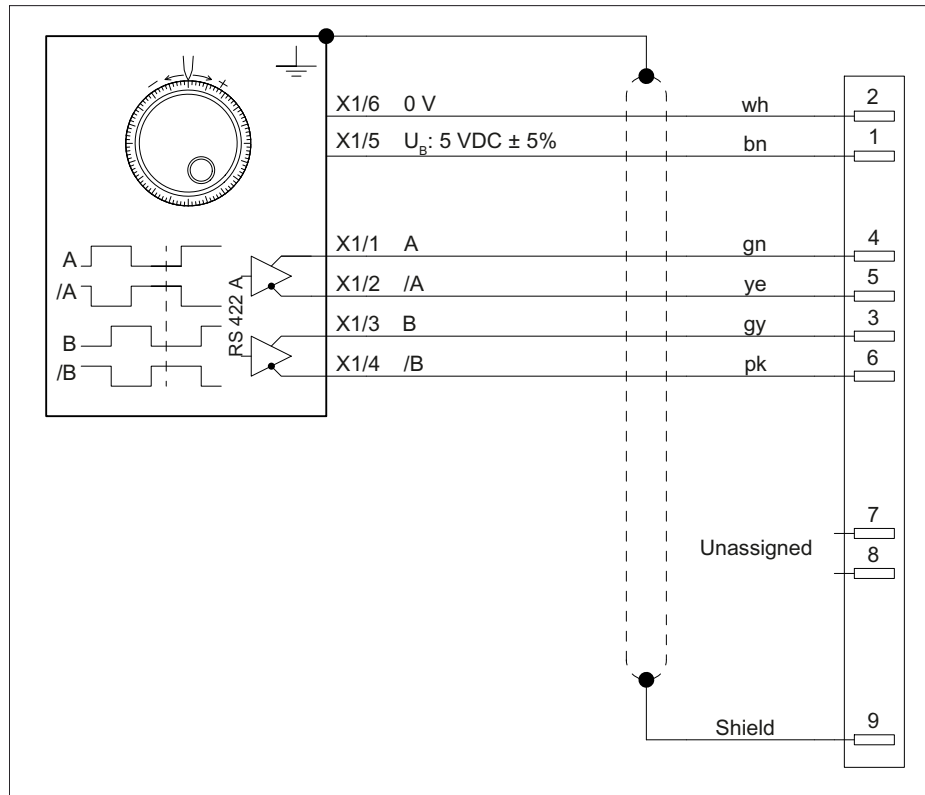 − +
X1/6 0 V wh 2
X1/5 U_B: 5 VDC ± 5% bn 1
X1/1 A gn 4
X1/2 /A ye 5
X1/3 B gy 3
X1/4 /B pk 6
A
/A
B
/B
RS 422 A
7
Unassigned
8
Shield 9